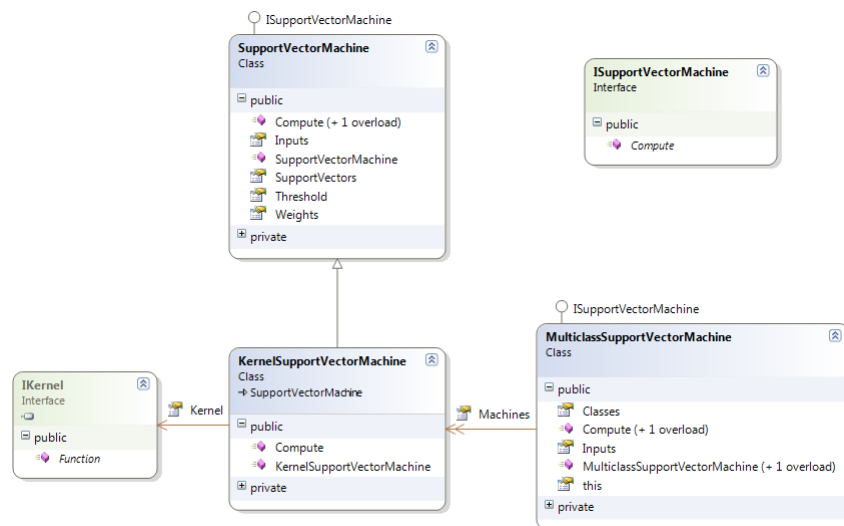 ISupportVectorMachine
SupportVectorMachine
Class
public
Compute (+ 1 overload)
Inputs
SupportVectorMachine
SupportVectors
Threshold
Weights
private
ISupportVectorMachine
Interface
public
Compute
IKernel
Interface
public
Function
Kernel
KernelSupportVectorMachine
Class
SupportVectorMachine
public
Compute
KernelSupportVectorMachine
private
Machines
ISupportVectorMachine
MulticlassSupportVectorMachine
Class
public
Classes
Compute (+ 1 overload)
Inputs
MulticlassSupportVectorMachine (+ 1 overload)
this
private